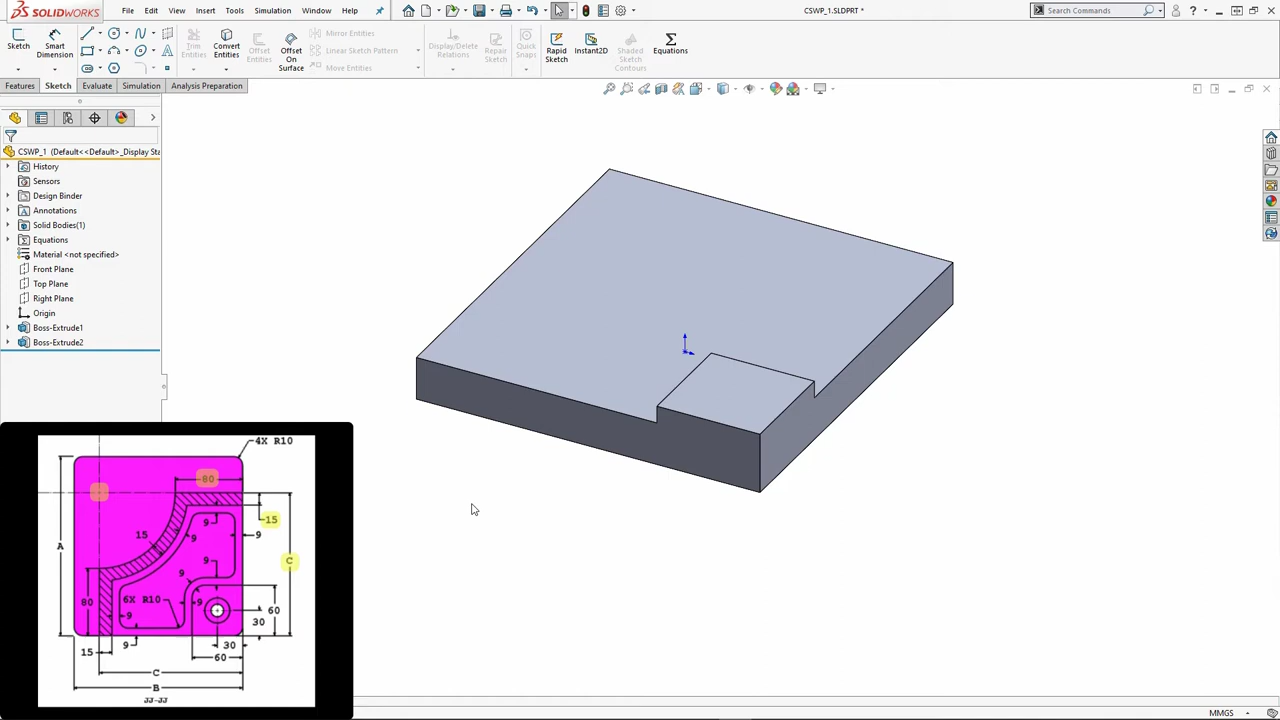 SOLIDWORKS File Edit View Insert Tools Simulation Window Help CSWP_1.SLDPRT * Search Commands
Sketch Smart Dimension Trim Entities Convert Entities Offset Entities Offset On Surface Mirror Entities Linear Sketch Pattern Move Entities Display/Delete Relations Repair Sketch Quick Snaps Rapid Sketch Instant2D Shaded Sketch Contours Equations
Features Sketch Evaluate Simulation Analysis Preparation
CSWP_1 (Default<<Default>_Display Sta
History
Sensors
Design Binder
Annotations
Solid Bodies(1)
Equations
Material <not specified>
Front Plane
Top Plane
Right Plane
Origin
Boss-Extrude1
Boss-Extrude2
4X R10
80
15
9
15
9
9
A
9
C
9
80
6X R10
9
60
9
30
9
30
15
60
C
B
JJ-JJ
MMGS